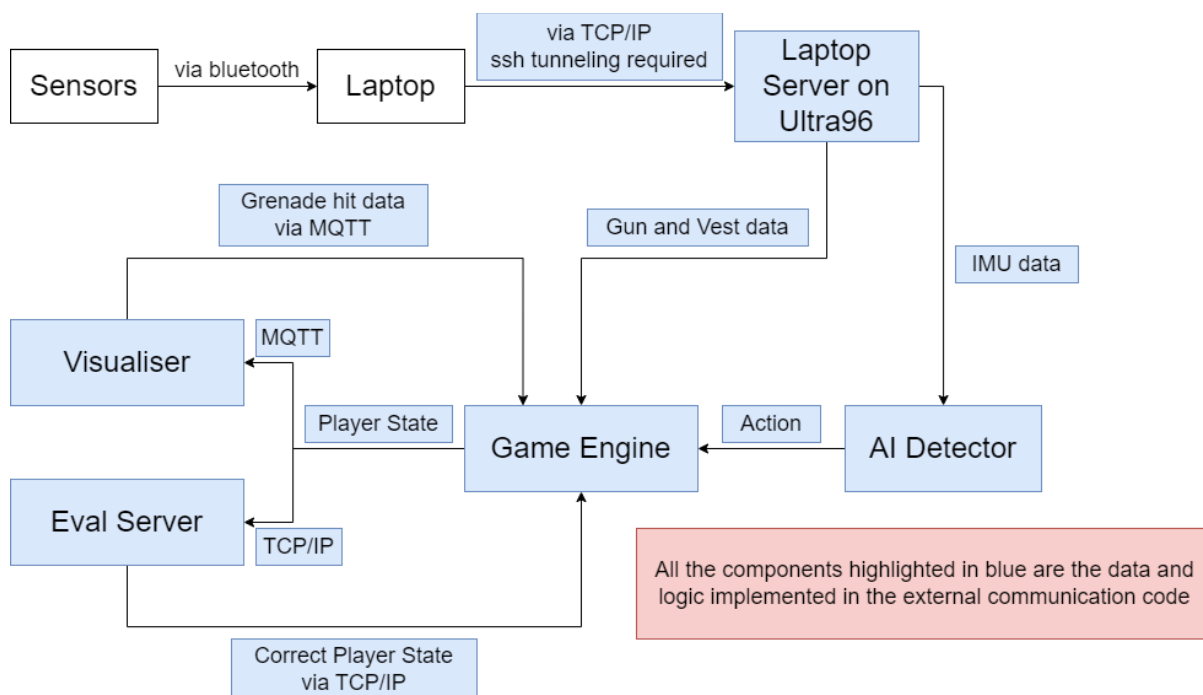 via TCP/IP
ssh tunneling required
Sensors
via bluetooth
Laptop
Laptop
Server on
Ultra96
Grenade hit data
via MQTT
Gun and Vest data
IMU data
MQTT
Visualiser
Player State
Game Engine
Action
AI Detector
Eval Server
TCP/IP
All the components highlighted in blue are the data and
logic implemented in the external communication code
Correct Player State
via TCP/IP